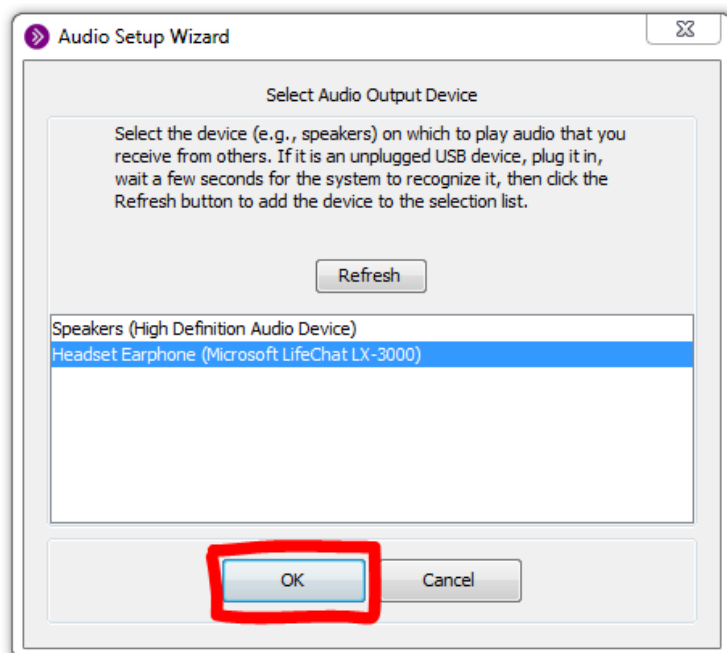 Audio Setup Wizard
Select Audio Output Device
Select the device (e.g., speakers) on which to play audio that you
receive from others. If it is an unplugged USB device, plug it in,
wait a few seconds for the system to recognize it, then click the
Refresh button to add the device to the selection list.
Refresh
Speakers (High Definition Audio Device)
Headset Earphone (Microsoft LifeChat LX-3000)
OK Cancel